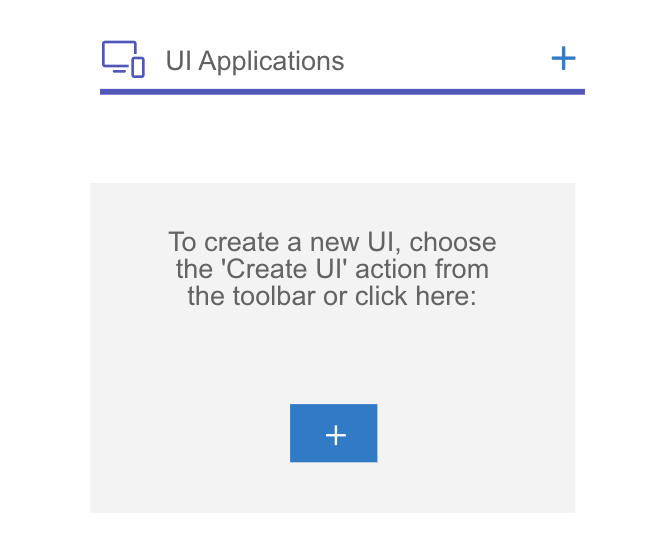 UI Applications
To create a new UI, choose
the 'Create UI' action from
the toolbar or click here: